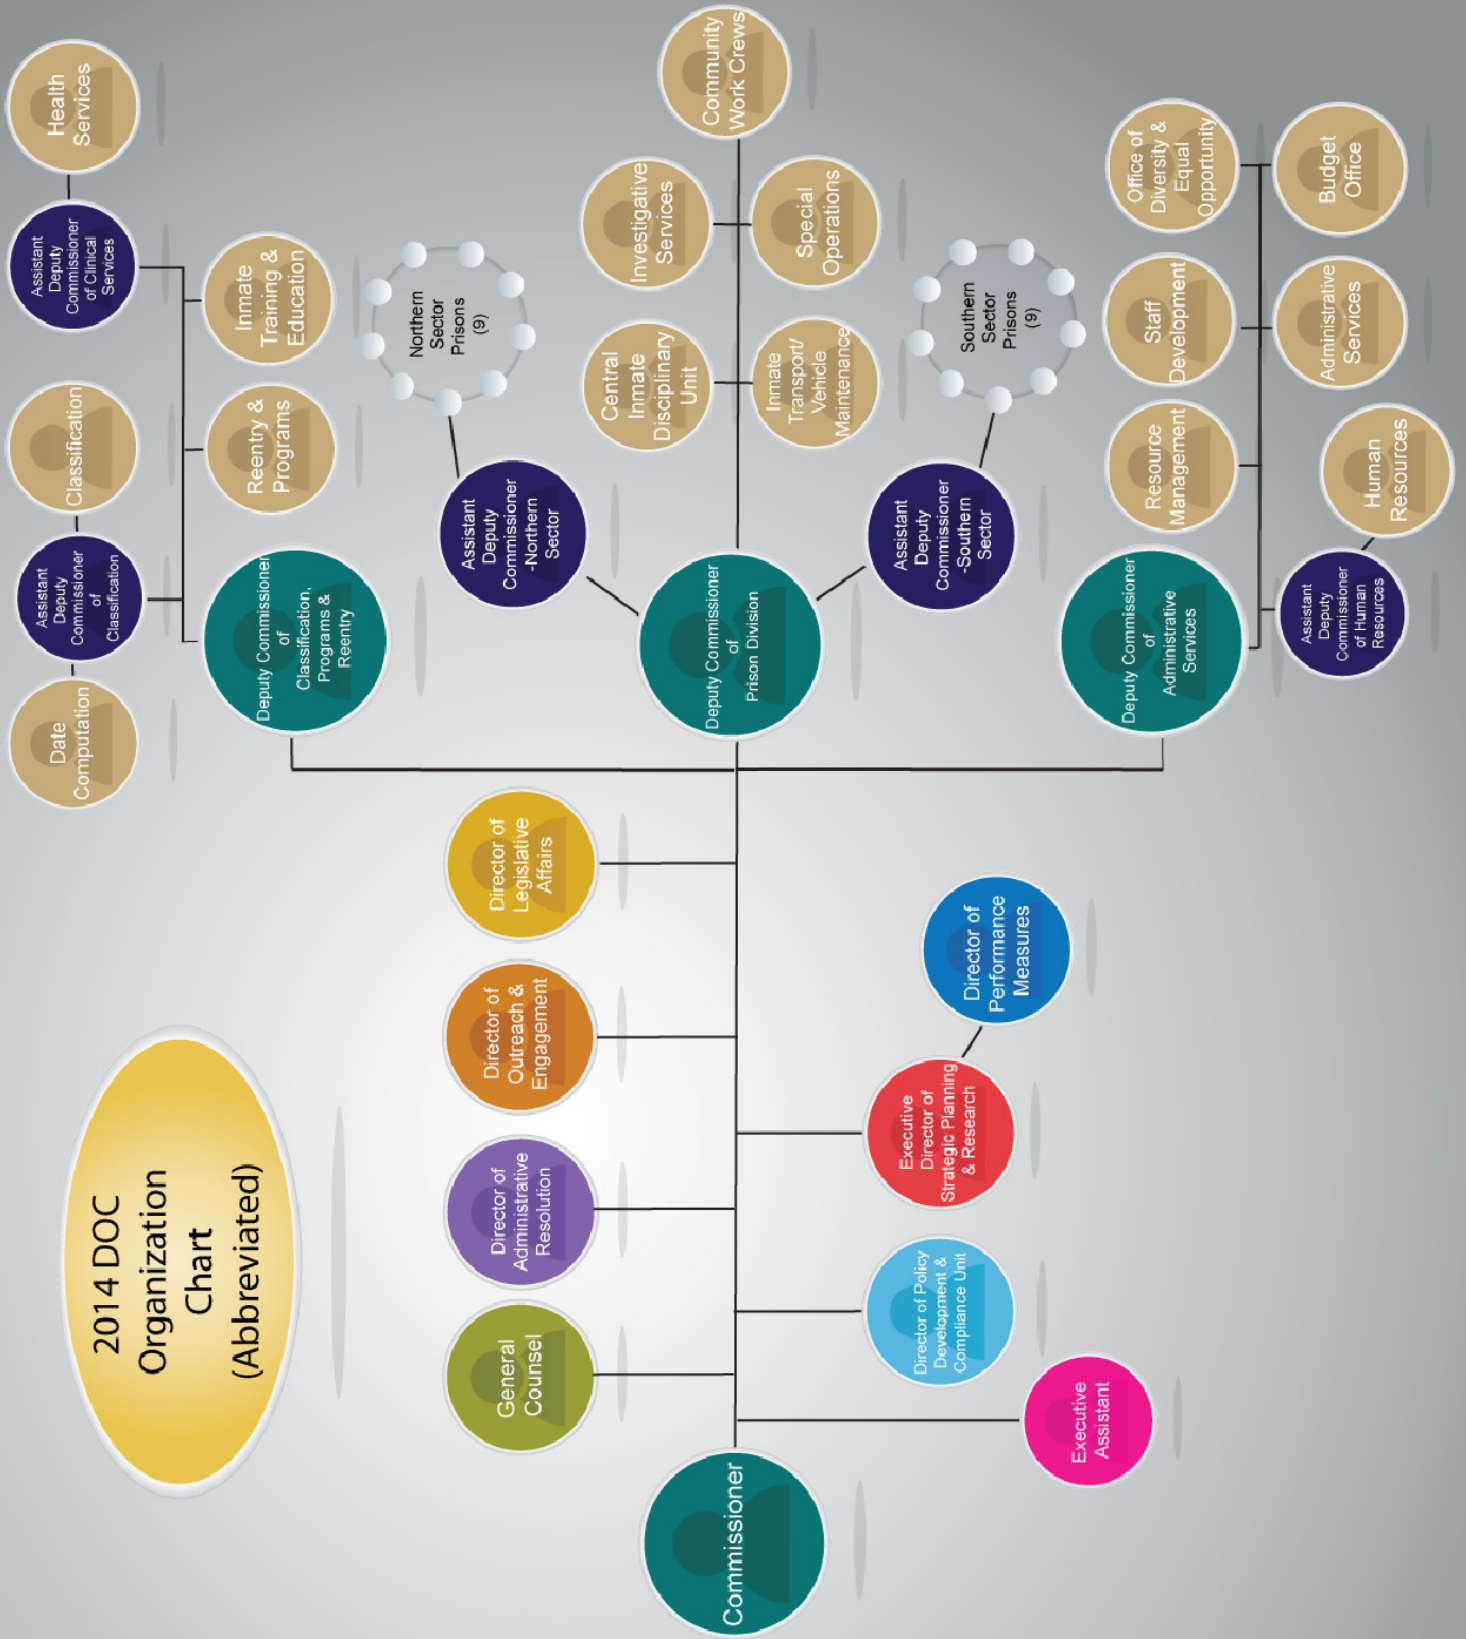 2014 DOC
Organization
Chart
(Abbreviated)
Commissioner
General
Counsel
Director of
Administrative
Resolution
Director of
Outreach &
Engagement
Director of
Legislative
Affairs
Executive
Assistant
Director of Policy
Development &
Compliance Unit
Executive
Director of
Strategic Planning
& Research
Director of
Performance
Measures
Deputy Commissioner
of
Classification,
Programs &
Reentry
Date
Computation
Assistant
Deputy
Commissioner
of
Classification
Classification
Assistant
Deputy
Commissioner
of Clinical
Services
Health
Services
Reentry &
Programs
Inmate
Training &
Education
Deputy Commissioner
of
Prison Division
Assistant
Deputy
Commissioner
-Northern
Sector
Northern
Sector
Prisons
(9)
Central
Inmate
Disciplinary
Unit
Investigative
Services
Community
Work Crews
Inmate
Transport/
Vehicle
Maintenance
Special
Operations
Assistant
Deputy
Commissioner
-Southern
Sector
Southern
Sector
Prisons
(9)
Deputy Commissioner
of
Administrative
Services
Resource
Management
Staff
Development
Office of
Diversity &
Equal
Opportunity
Assistant
Deputy
Commissioner
of Human
Resources
Human
Resources
Administrative
Services
Budget
Office